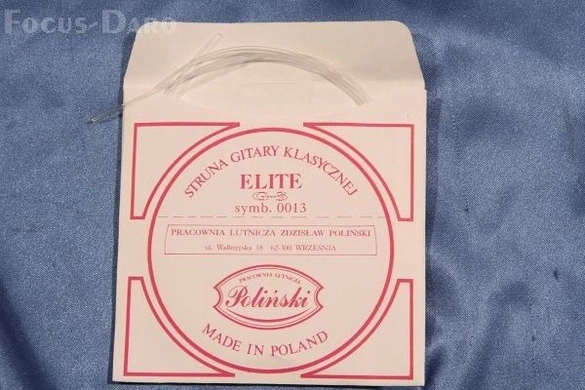 Focus-Daro
STRUNA GITARY KLASYCZNEJ
ELITE
symb. 0013
PRACOWNIA LUTNICZA ZDZISŁAW POLIŃSKI
ul. 18 62-300 WRZEŚNIA
PRACOWNIA LUTNICZA
Poliński
MADE IN POLAND